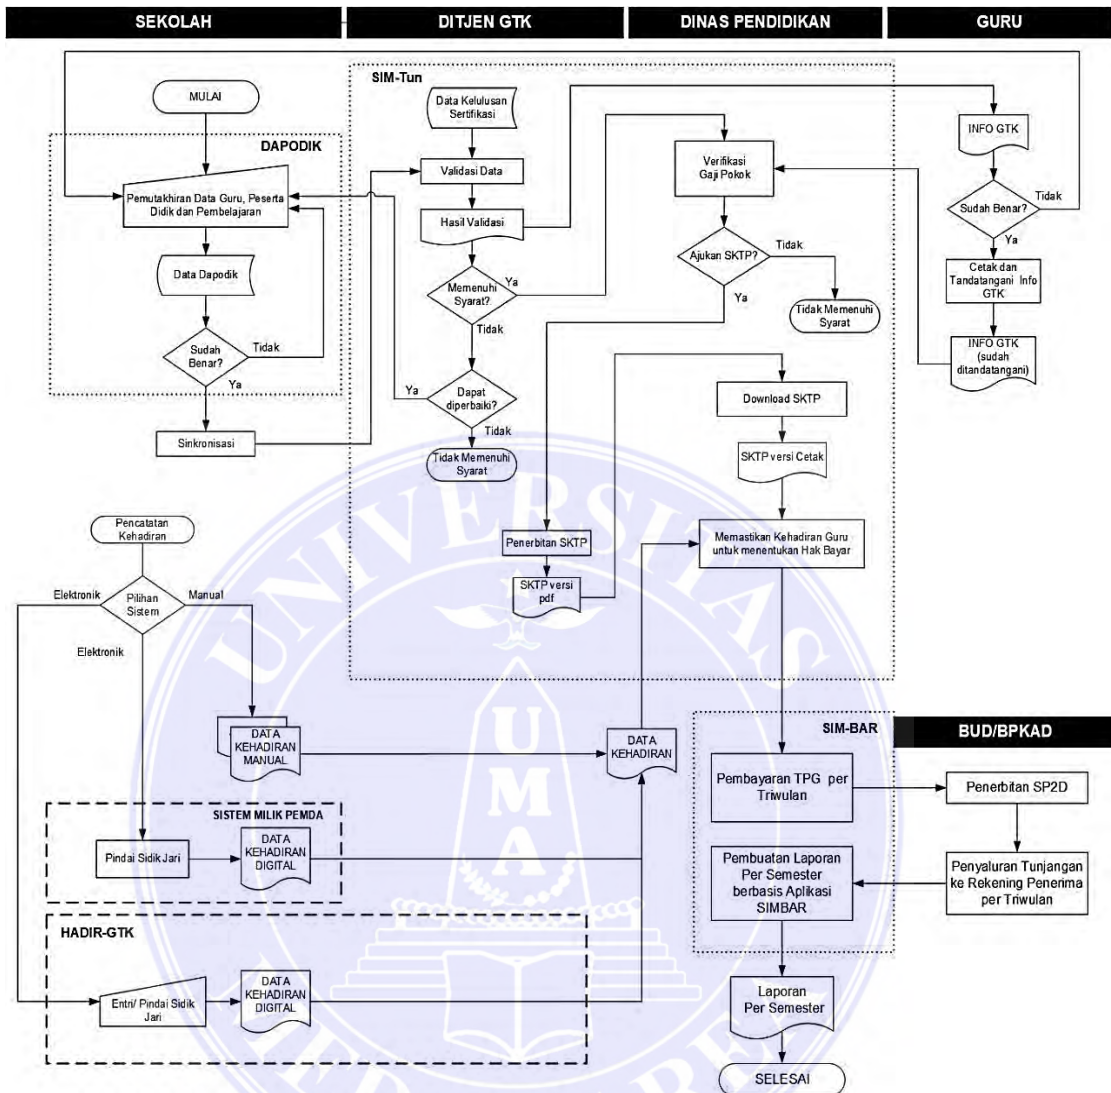 SEKOLAH
DITJEN GTK
DINAS PENDIDIKAN
GURU
SIM-Tun
MULAI
DAPODIK
Pemutakhiran Data Guru, Peserta
Didik dan Pembelajaran
Data Dapodik
Sudah
Benar?
Tidak
Ya
Sinkronisasi
Data Kelulusan
Sertifikasi
Validasi Data
Hasil Validasi
Memenuhi
Syarat?
Ya
Tidak
Dapat
diperbaiki?
Ya
Tidak
Tidak Memenuhi
Syarat
Verifikasi
Gaji Pokok
Ajukan SKTP?
Tidak
Ya
Tidak Memenuhi
Syarat
INFO GTK
Sudah Benar?
Tidak
Ya
Cetak dan
Tandatangani Info
GTK
INFO GTK
(sudah
ditandatangani)
Download SKTP
SKTP versi Cetak
Penerbitan SKTP
SKTP versi
pdf
Memastikan Kehadiran Guru
untuk menentukan Hak Bayar
Pencatatan
Kehadiran
Pilihan
Sistem
Elektronik
Manual
Elektronik
DATA
KEHADIRAN
MANUAL
DATA
KEHADIRAN
SISTEM MILIK PEMDA
Pindai Sidik Jari
DATA
KEHADIRAN
DIGITAL
HADIR-GTK
Entri/ Pindai Sidik
Jari
DATA
KEHADIRAN
DIGITAL
SIM-BAR
BUD/BPKAD
Pembayaran TPG per
Triwulan
Penerbitan SP2D
Penyaluran Tunjangan
ke Rekening Penerima
per Triwulan
Pembuatan Laporan
Per Semester
berbasis Aplikasi
SIMBAR
Laporan
Per Semester
SELESAI
UNIVERSITAS
UMA